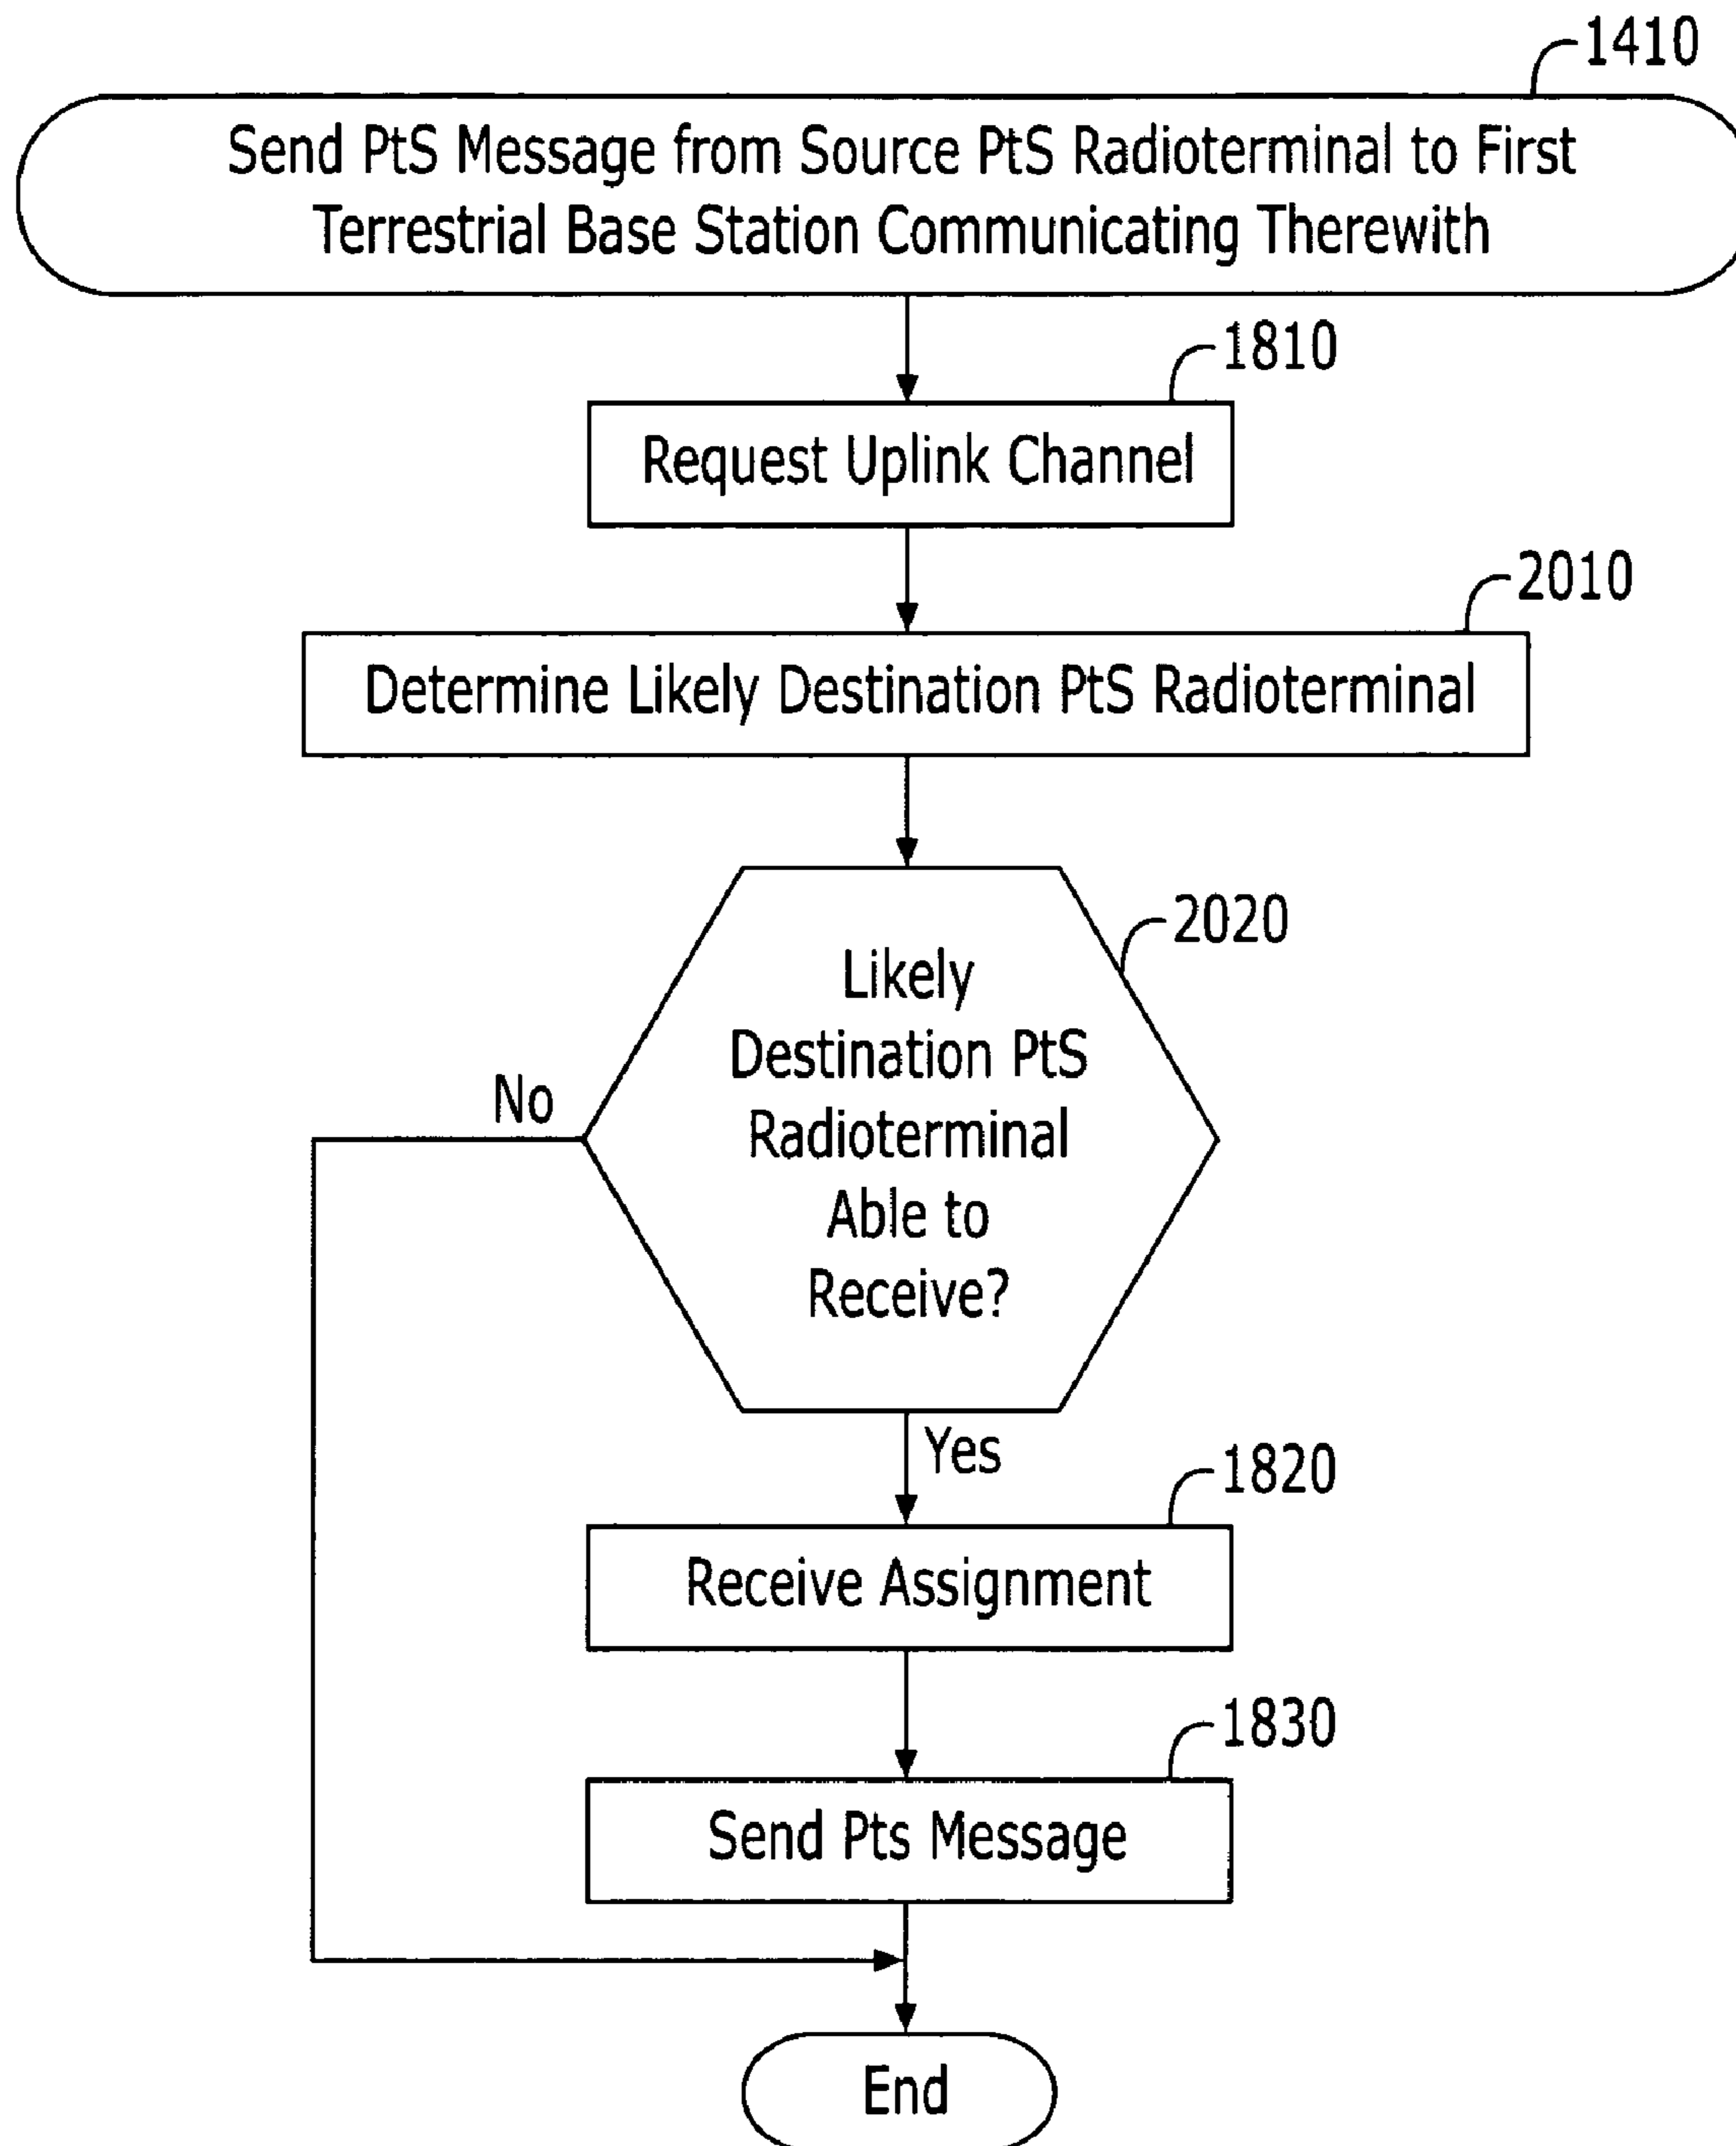 1410
Send PtS Message from Source PtS Radioterminal to First
Terrestrial Base Station Communicating Therewith
1810
Request Uplink Channel
2010
Determine Likely Destination PtS Radioterminal
2020
Likely
Destination PtS
Radioterminal
Able to
Receive?
No
Yes
1820
Receive Assignment
1830
Send Pts Message
End